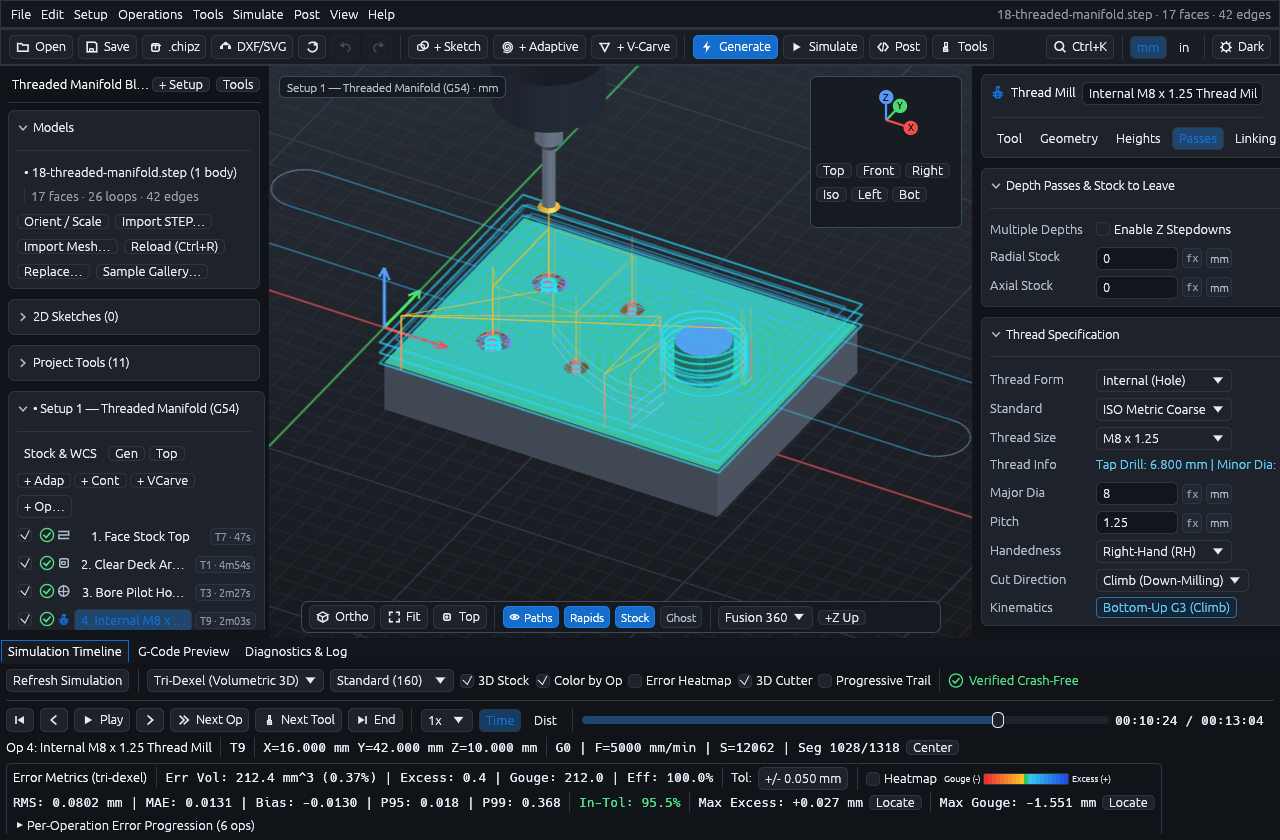 File Edit Setup Operations Tools Simulate Post View Help
18-threaded-manifold.step · 17 faces · 42 edges
Open Save .chipz DXF/SVG + Sketch + Adaptive + V-Carve Generate Simulate Post Tools Ctrl+K mm in Dark
Threaded Manifold Bl… + Setup Tools
Models
• 18-threaded-manifold.step (1 body)
17 faces · 26 loops · 42 edges
Orient / Scale Import STEP…
Import Mesh… Reload (Ctrl+R)
Replace… Sample Gallery…
2D Sketches (0)
Project Tools (11)
• Setup 1 — Threaded Manifold (G54)
Stock & WCS Gen Top
+ Adap + Cont + VCarve
+ Op…
1. Face Stock Top T7 · 47s
2. Clear Deck Ar… T1 · 4m54s
3. Bore Pilot Ho… T3 · 2m27s
4. Internal M8 x … T9 · 2m03s
Setup 1 — Threaded Manifold (G54) · mm
Z
Y
X
Top Front Right
Iso Left Bot
Ortho Fit Top Paths Rapids Stock Ghost Fusion 360 +Z Up
Thread Mill Internal M8 x 1.25 Thread Mil
Tool Geometry Heights Passes Linking
Depth Passes & Stock to Leave
Multiple Depths Enable Z Stepdowns
Radial Stock 0 fx mm
Axial Stock 0 fx mm
Thread Specification
Thread Form Internal (Hole)
Standard ISO Metric Coarse
Thread Size M8 x 1.25
Thread Info Tap Drill: 6.800 mm | Minor Dia:
Major Dia 8 fx mm
Pitch 1.25 fx mm
Handedness Right-Hand (RH)
Cut Direction Climb (Down-Milling)
Kinematics Bottom-Up G3 (Climb)
Simulation Timeline G-Code Preview Diagnostics & Log
Refresh Simulation Tri-Dexel (Volumetric 3D) Standard (160) 3D Stock Color by Op Error Heatmap 3D Cutter Progressive Trail Verified Crash-Free
Play Next Op Next Tool End 1x Time Dist 00:10:24 / 00:13:04
Op 4: Internal M8 x 1.25 Thread Mill T9 X=16.000 mm Y=42.000 mm Z=10.000 mm G0 | F=5000 mm/min | S=12062 | Seg 1028/1318 Center
Error Metrics (tri-dexel) Err Vol: 212.4 mm^3 (0.37%) | Excess: 0.4 | Gouge: 212.0 | Eff: 100.0% Tol: +/- 0.050 mm Heatmap Gouge (-) Excess (+)
RMS: 0.0802 mm | MAE: 0.0131 | Bias: -0.0130 | P95: 0.018 | P99: 0.368 In-Tol: 95.5% Max Excess: +0.027 mm Locate Max Gouge: -1.551 mm Locate
Per-Operation Error Progression (6 ops)